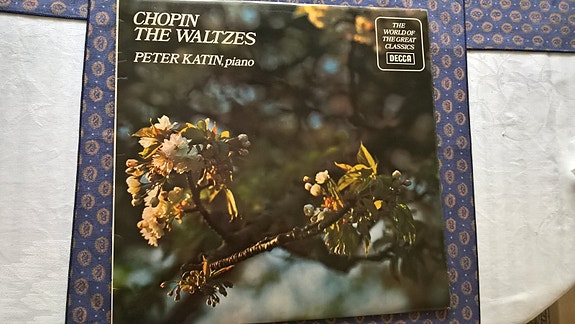 CHOPIN
THE WALTZES
PETER KATIN, piano
THE WORLD OF
THE GREAT
CLASSICS
DECCA